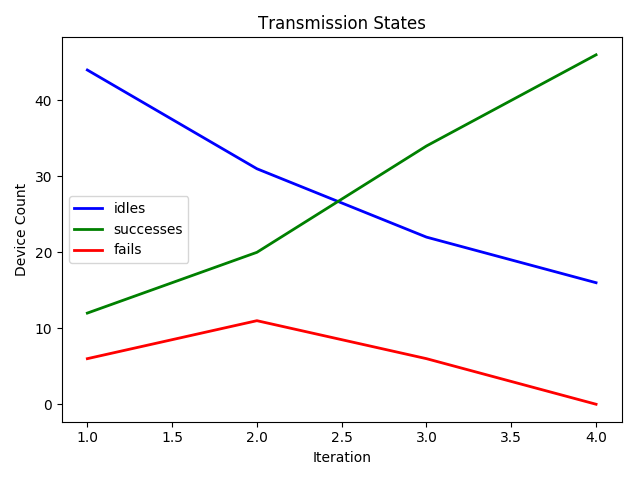 Transmission States
Device Count
40
30
20
10
0
idles
successes
fails
1.0 1.5 2.0 2.5 3.0 3.5 4.0
Iteration